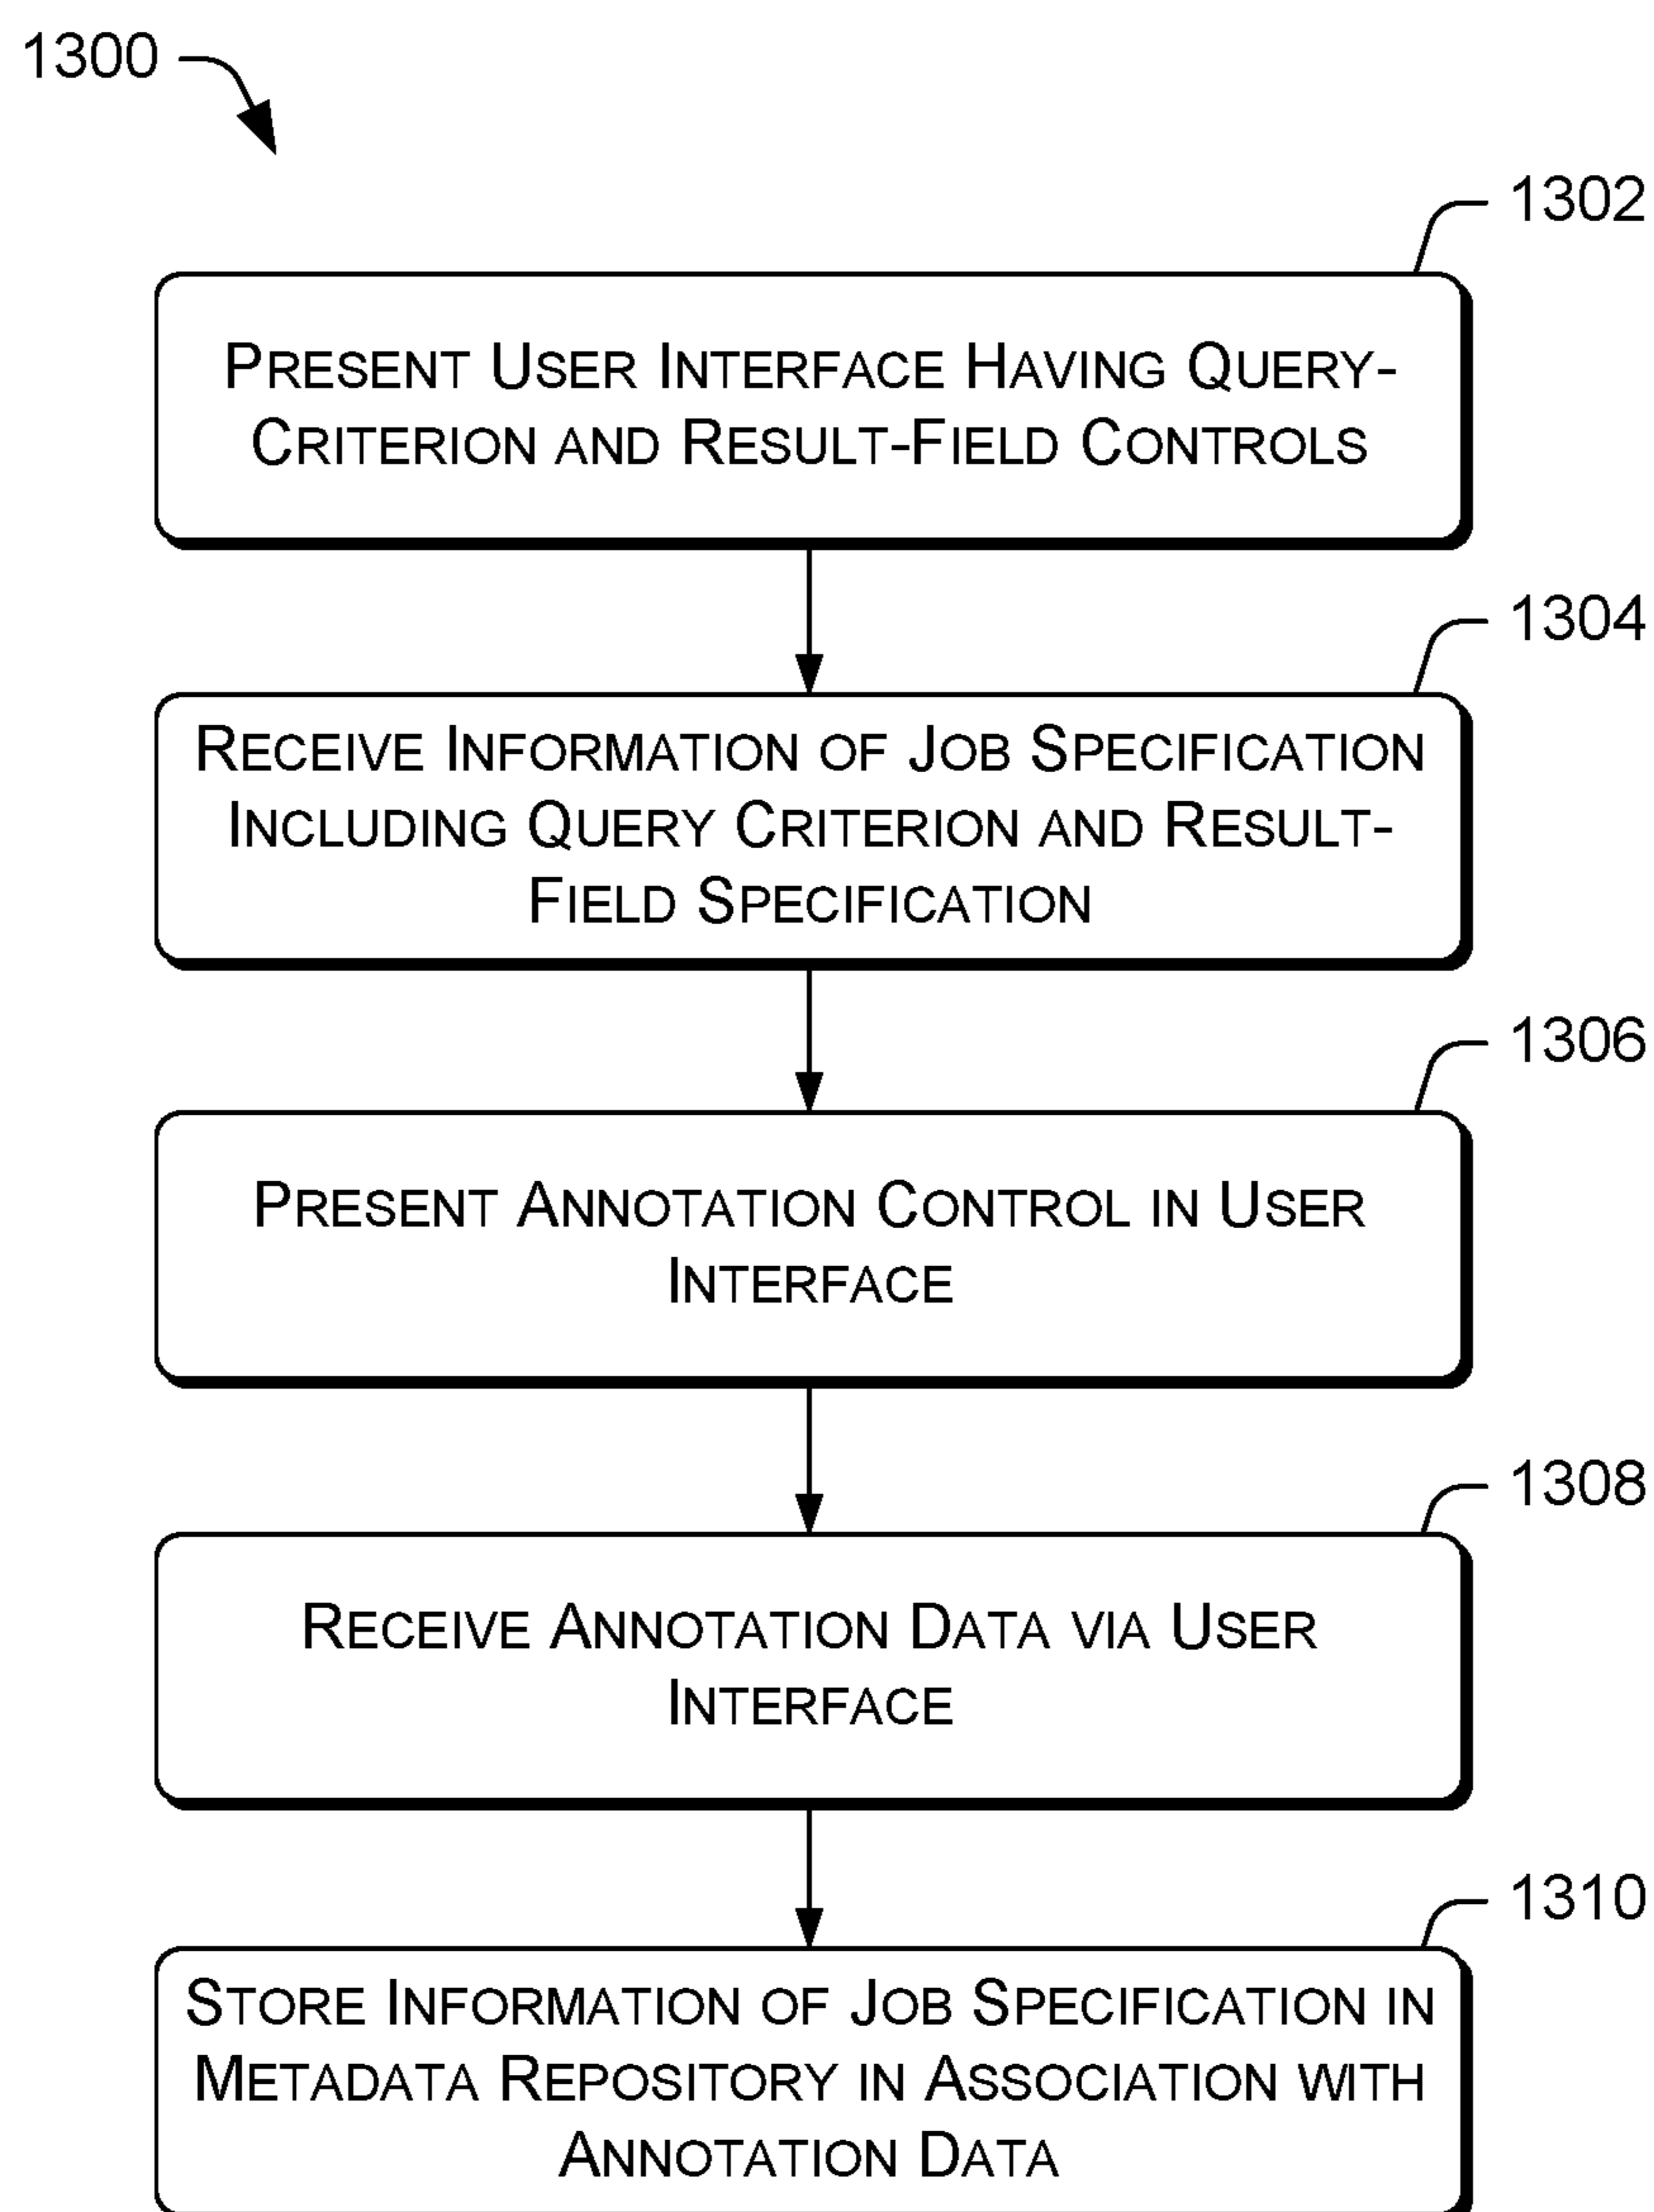 1300
1302
Present User Interface Having Query-
Criterion and Result-Field Controls
1304
Receive Information of Job Specification
Including Query Criterion and Result-
Field Specification
1306
Present Annotation Control in User
Interface
1308
Receive Annotation Data via User
Interface
1310
Store Information of Job Specification in
Metadata Repository in Association with
Annotation Data